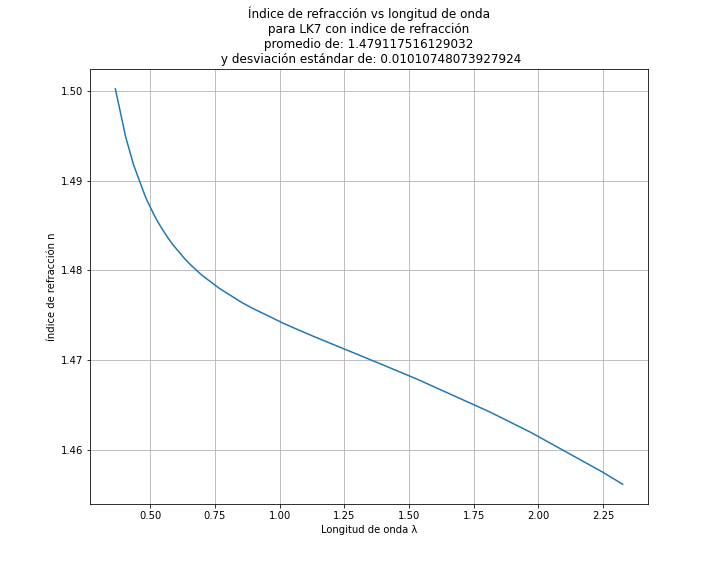 Índice de refracción vs longitud de onda
para LK7 con indice de refracción
promedio de: 1.479117516129032
y desviación estándar de: 0.01010748073927924
1.50
1.49
1.48
1.47
1.46
Índice de refracción n
0.50 0.75 1.00 1.25 1.50 1.75 2.00 2.25
Longitud de onda λ